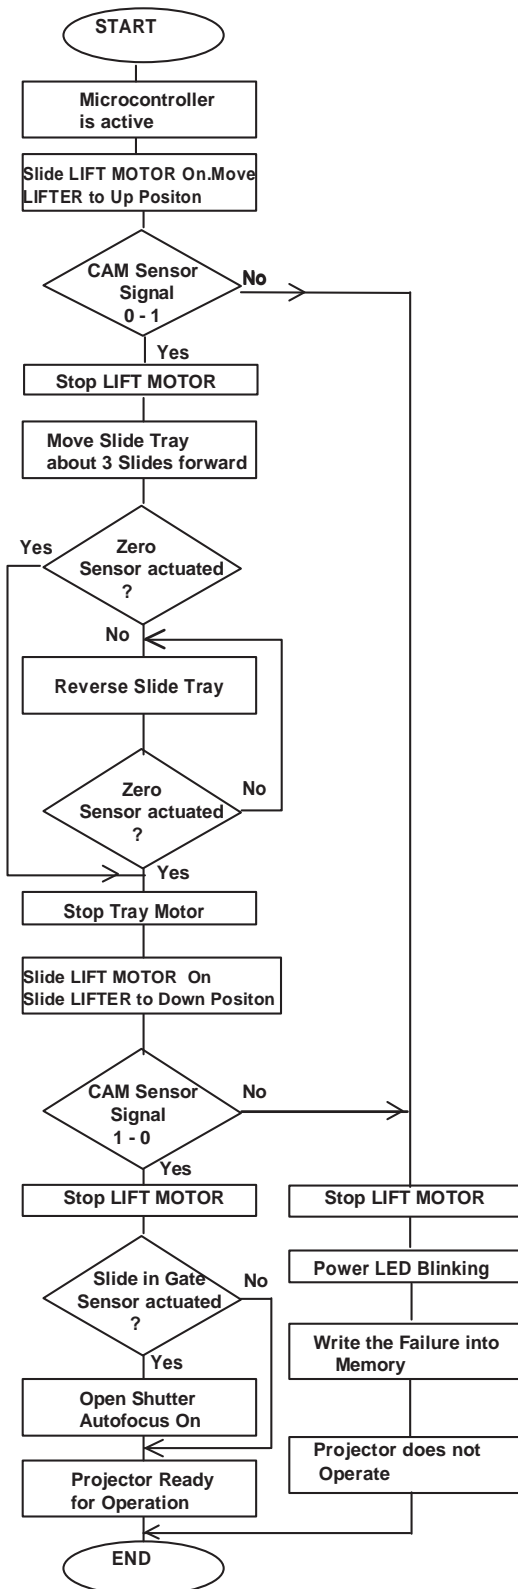 START
Microcontroller
is active
Slide LIFT MOTOR On.Move
LIFTER to Up Positon
CAM Sensor
Signal
0 - 1
No
Yes
Stop LIFT MOTOR
Move Slide Tray
about 3 Slides forward
Yes
Zero
Sensor actuated
?
No
Reverse Slide Tray
Zero
Sensor actuated
?
No
Yes
Stop Tray Motor
Slide LIFT MOTOR On
Slide LIFTER to Down Positon
CAM Sensor
Signal
1 - 0
No
Yes
Stop LIFT MOTOR
Slide in Gate
Sensor actuated
?
No
Yes
Open Shutter
Autofocus On
Projector Ready
for Operation
Stop LIFT MOTOR
Power LED Blinking
Write the Failure into
Memory
Projector does not
Operate
END